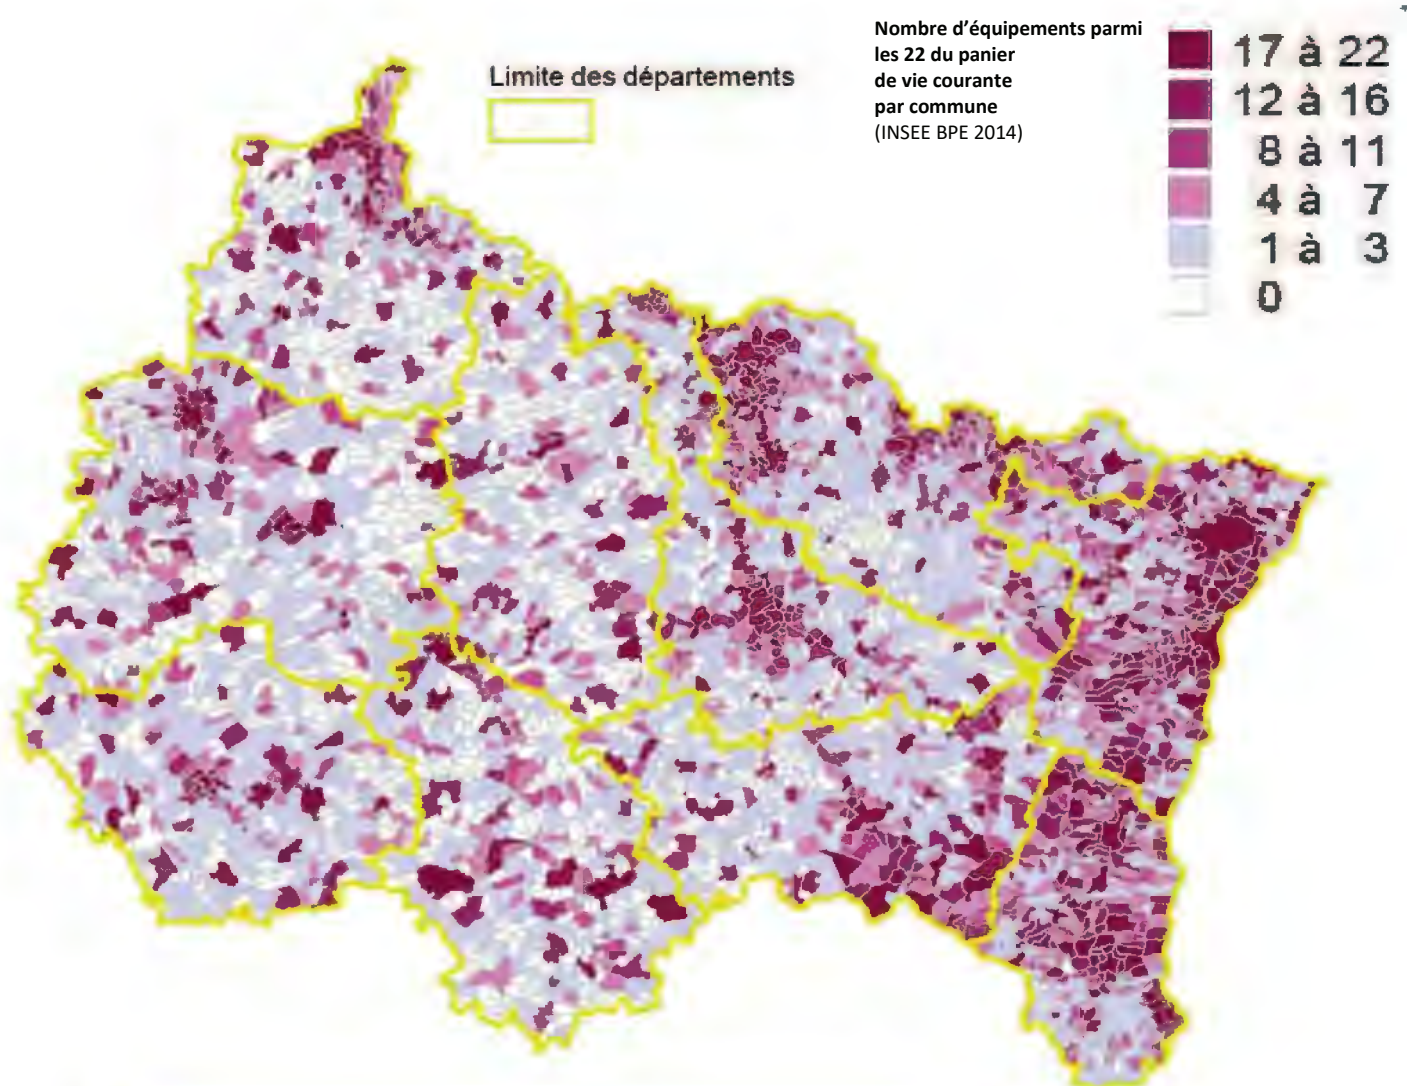 Nombre d'équipements parmi
les 22 du panier
de vie courante
par commune
(INSEE BPE 2014)
17 à 22
12 à 16
8 à 11
4 à 7
1 à 3
0
Limite des départements